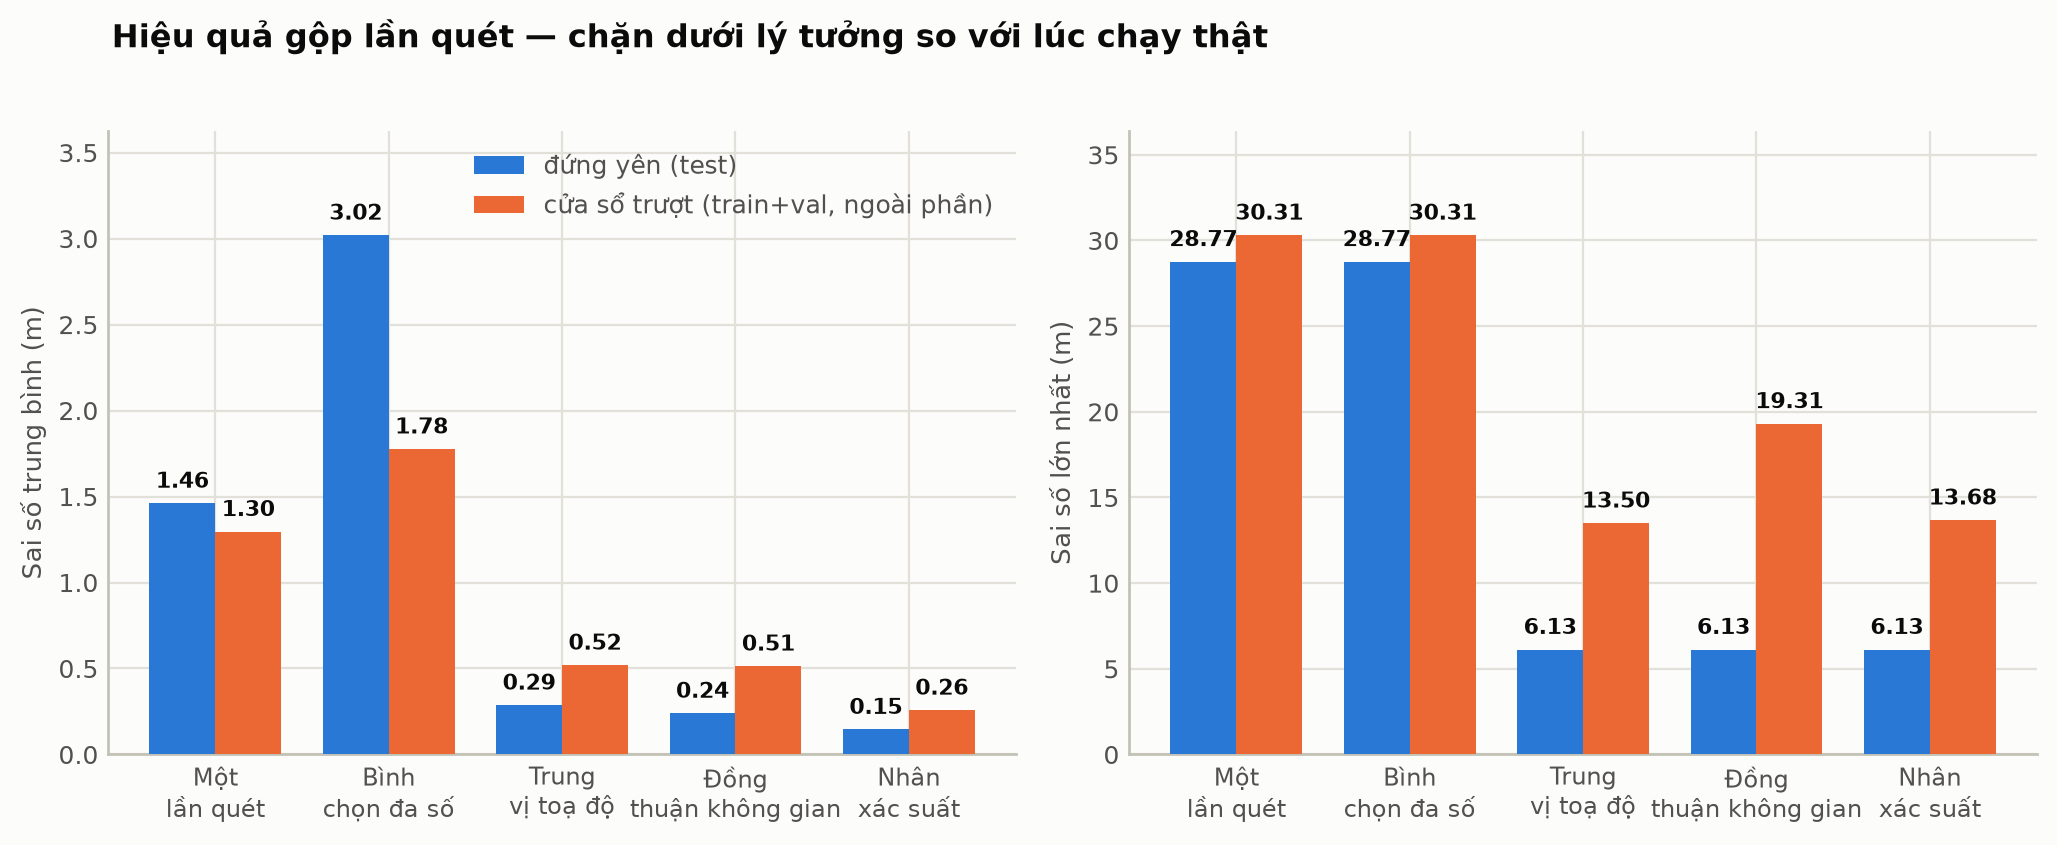 Hiệu quả gộp lần quét — chặn dưới lý tưởng so với lúc chạy thật
Sai số trung bình (m)
3.5
3.0
2.5
2.0
1.5
1.0
0.5
0.0
đứng yên (test)
cửa sổ trượt (train+val, ngoài phần)
1.46
1.30
3.02
1.78
0.29
0.52
0.24
0.51
0.15
0.26
Một
lần quét
Bình
chọn đa số
Trung
vị toạ độ
Đồng
thuận không gian
Nhân
xác suất
Sai số lớn nhất (m)
35
30
25
20
15
10
5
0
28.77
30.31
28.77
30.31
6.13
13.50
6.13
19.31
6.13
13.68
Một
lần quét
Bình
chọn đa số
Trung
vị toạ độ
Đồng
thuận không gian
Nhân
xác suất